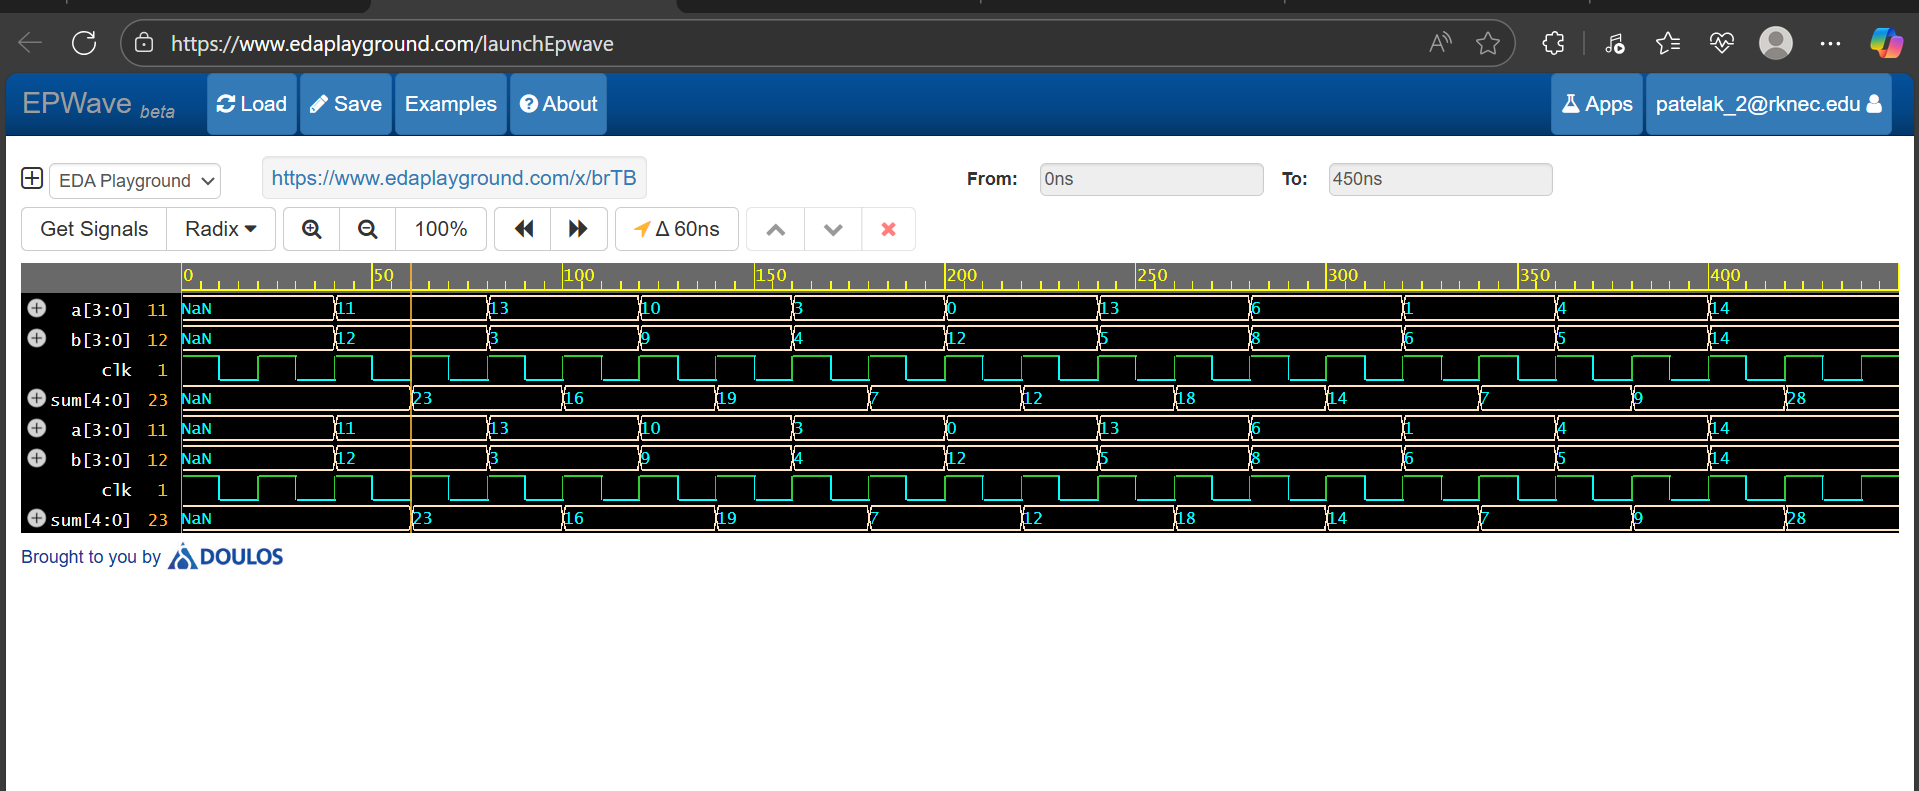 https://www.edaplayground.com/launchEpwave
EPWave beta Load Save Examples About Apps patelak_2@rknec.edu
EDA Playground https://www.edaplayground.com/x/brTB From: 0ns To: 450ns
Get Signals Radix 100% Δ 60ns
0 50 100 150 200 250 300 350 400
a[3:0] 11 NaN 11 13 10 3 0 13 6 1 4 14
b[3:0] 12 NaN 12 3 9 4 12 5 8 6 5 14
clk 1
sum[4:0] 23 NaN 23 16 19 7 12 18 14 7 9 28
a[3:0] 11 NaN 11 13 10 3 0 13 6 1 4 14
b[3:0] 12 NaN 12 3 9 4 12 5 8 6 5 14
clk 1
sum[4:0] 23 NaN 23 16 19 7 12 18 14 7 9 28
Brought to you by DOULOS